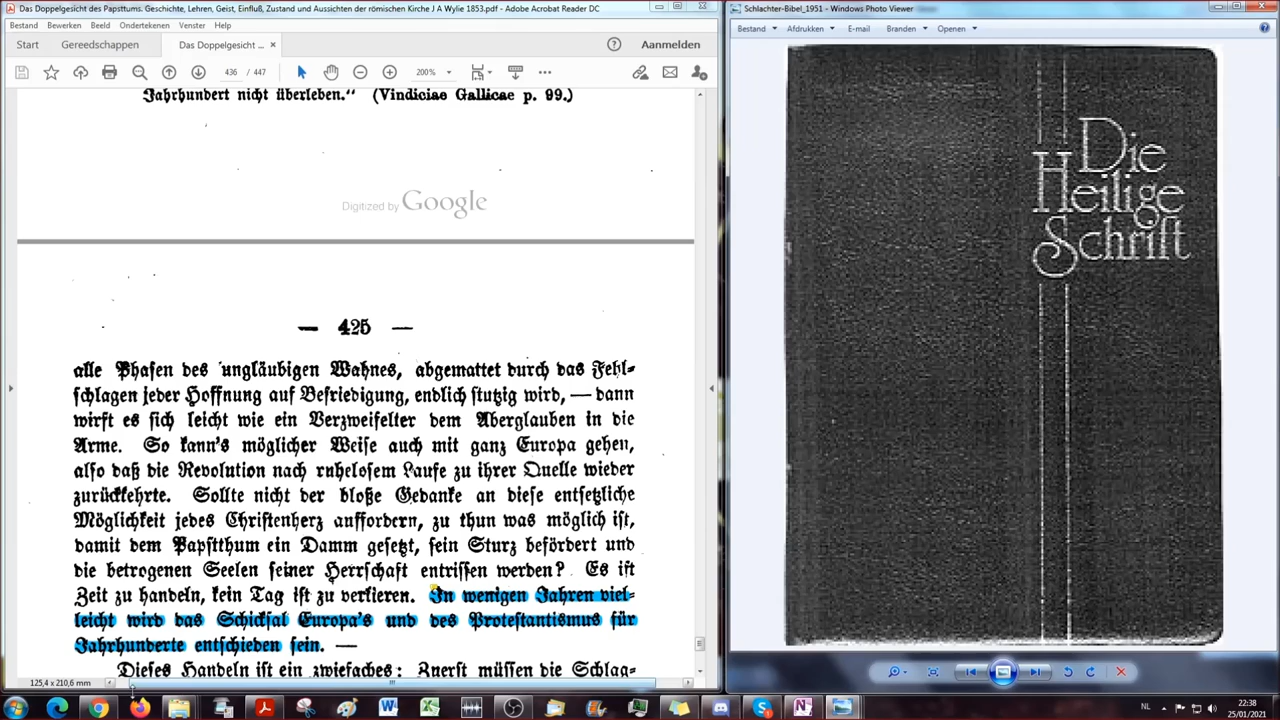 Das Doppelgesicht des Papsttums. Geschichte, Lehren, Geist, Einfluß, Zustand und Aussichten der römischen Kirche J A Wylie 1853.pdf - Adobe Acrobat Reader DC
Bestand Bewerken Beeld Ondertekenen Venster Help
Start Gereedschappen Das Doppelgesicht ... × Anmelden
436 / 447 200%
Jahrhundert nicht überleben.“ (Vindiciae Gallicae p. 99.)
Digitized by Google
— 425 —
alle Phasen des ungläubigen Wahnes, abgemattet durch das Fehl-
schlagen jeder Hoffnung auf Befriedigung, endlich stutzig wird, — dann
wirft es sich leicht wie ein Verzweifelter dem Aberglauben in die
Arme. So kann's möglicher Weise auch mit ganz Europa gehen,
also daß die Revolution nach ruhelosem Laufe zu ihrer Quelle wieder
zurückkehrte. Sollte nicht der bloße Gedanke an diese entsetzliche
Möglichkeit jedes Christenherz auffordern, zu thun was möglich ist,
damit dem Papstthum ein Damm gesetzt, sein Sturz befördert und
die betrogenen Seelen seiner Herrschaft entrissen werden? Es ist
Zeit zu handeln, kein Tag ist zu verlieren. In wenigen Jahren viel-
leicht wird das Schicksal Europa's und des Protestantismus für
Jahrhunderte entschieden sein. —
Dieses Handeln ist ein zwiefaches: Zuerst müssen die Schlag-
125,4 x 210,6 mm
Schlachter-Bibel_1951 - Windows Photo Viewer
Bestand Afdrukken E-mail Branden Openen
Die
Heilige
Schrift
NL 22:38
25/01/2021